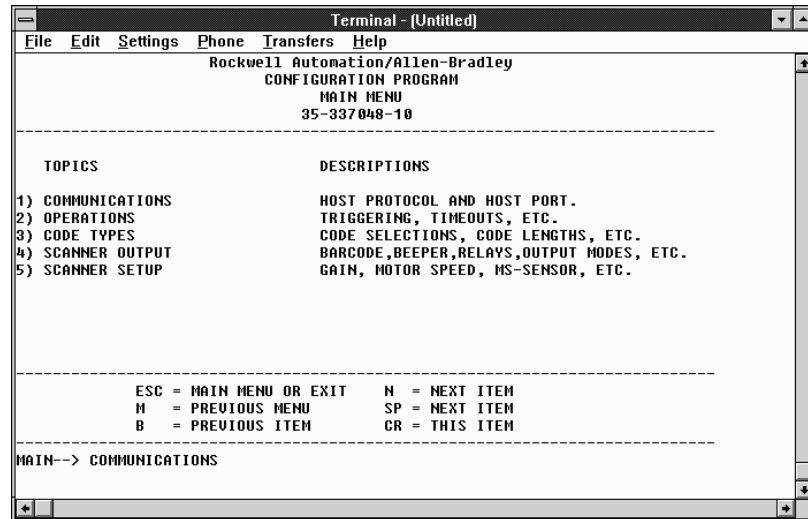 Terminal - (Untitled)
File Edit Settings Phone Transfers Help
Rockwell Automation/Allen-Bradley
CONFIGURATION PROGRAM
MAIN MENU
35-337048-10
TOPICS DESCRIPTIONS
1) COMMUNICATIONS HOST PROTOCOL AND HOST PORT.
2) OPERATIONS TRIGGERING, TIMEOUTS, ETC.
3) CODE TYPES CODE SELECTIONS, CODE LENGTHS, ETC.
4) SCANNER OUTPUT BARCODE,BEEPER,RELAYS,OUTPUT MODES, ETC.
5) SCANNER SETUP GAIN, MOTOR SPEED, MS-SENSOR, ETC.
ESC = MAIN MENU OR EXIT N = NEXT ITEM
M = PREVIOUS MENU SP = NEXT ITEM
B = PREVIOUS ITEM CR = THIS ITEM
MAIN--> COMMUNICATIONS